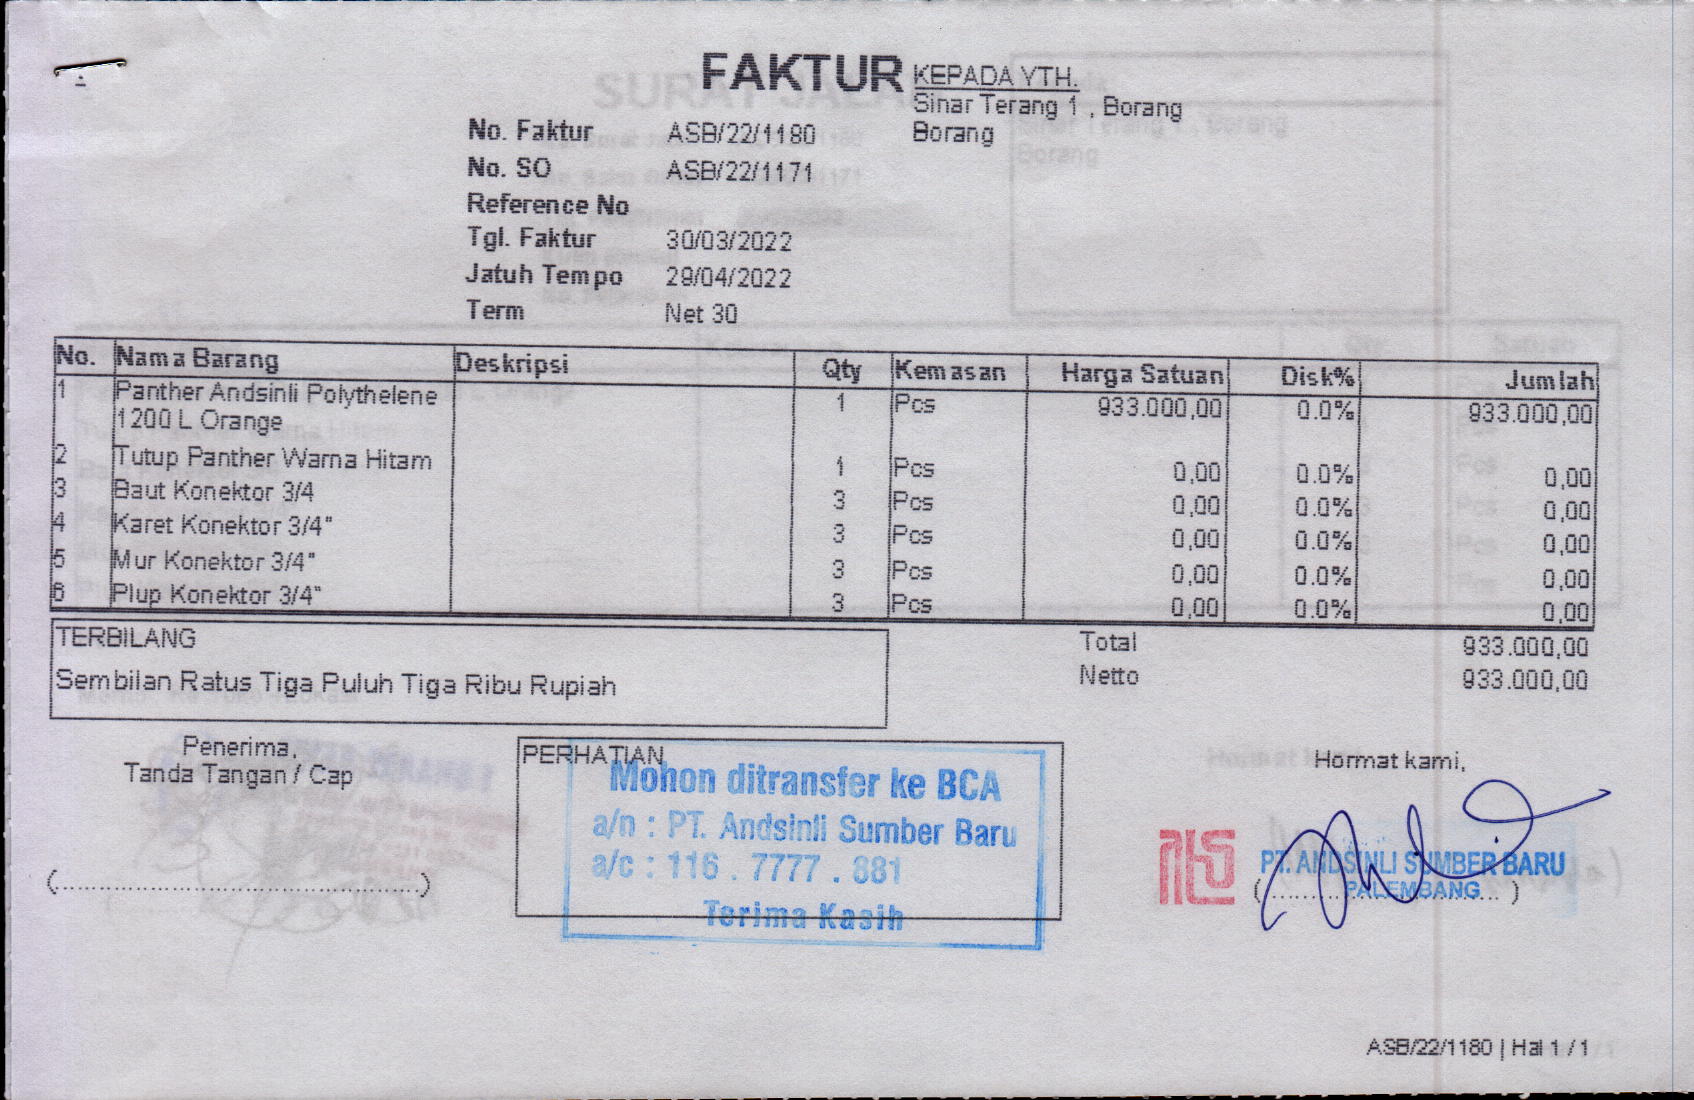 FAKTUR
KEPADA YTH.
Sinar Terang 1 , Borang
Borang
No. Faktur ASB/22/1180
No. SO ASB/22/1171
Reference No
Tgl. Faktur 30/03/2022
Jatuh Tempo 29/04/2022
Term Net 30
No. Nama Barang Deskripsi Qty Kemasan Harga Satuan Disk% Jumlah
1 Panther Andsinli Polythelene 1 Pcs 933.000,00 0.0% 933.000,00
1200 L Orange
2 Tutup Panther Warna Hitam 1 Pcs 0,00 0.0% 0,00
3 Baut Konektor 3/4 3 Pcs 0,00 0.0% 0,00
4 Karet Konektor 3/4" 3 Pcs 0,00 0.0% 0,00
5 Mur Konektor 3/4" 3 Pcs 0,00 0.0% 0,00
6 Plup Konektor 3/4" 3 Pcs 0,00 0.0% 0,00
TERBILANG
Sembilan Ratus Tiga Puluh Tiga Ribu Rupiah
Total 933.000,00
Netto 933.000,00
Penerima,
Tanda Tangan / Cap
(........................................)
PERHATIAN
Mohon ditransfer ke BCA
a/n : PT. Andsinli Sumber Baru
a/c : 116 . 7777 . 881
Terima Kasih
Hormat kami,
PT. ANDSINLI SUMBER BARU
PALEMBANG
(............................)
ASB/22/1180 | Hal 1 / 1